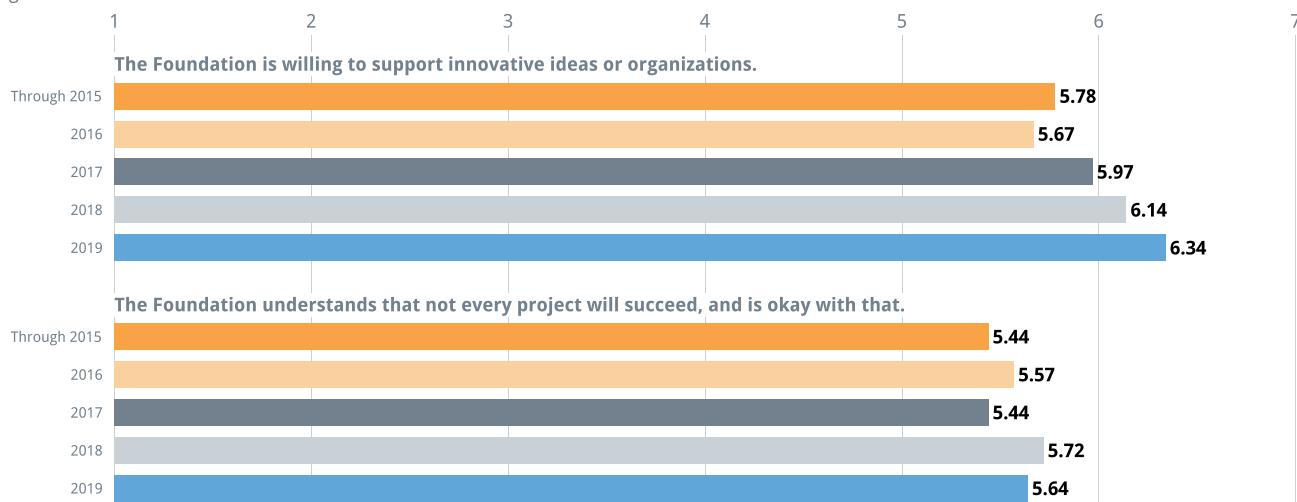 1 2 3 4 5 6 7
The Foundation is willing to support innovative ideas or organizations.
Through 2015 5.78
2016 5.67
2017 5.97
2018 6.14
2019 6.34
The Foundation understands that not every project will succeed, and is okay with that.
Through 2015 5.44
2016 5.57
2017 5.44
2018 5.72
2019 5.64